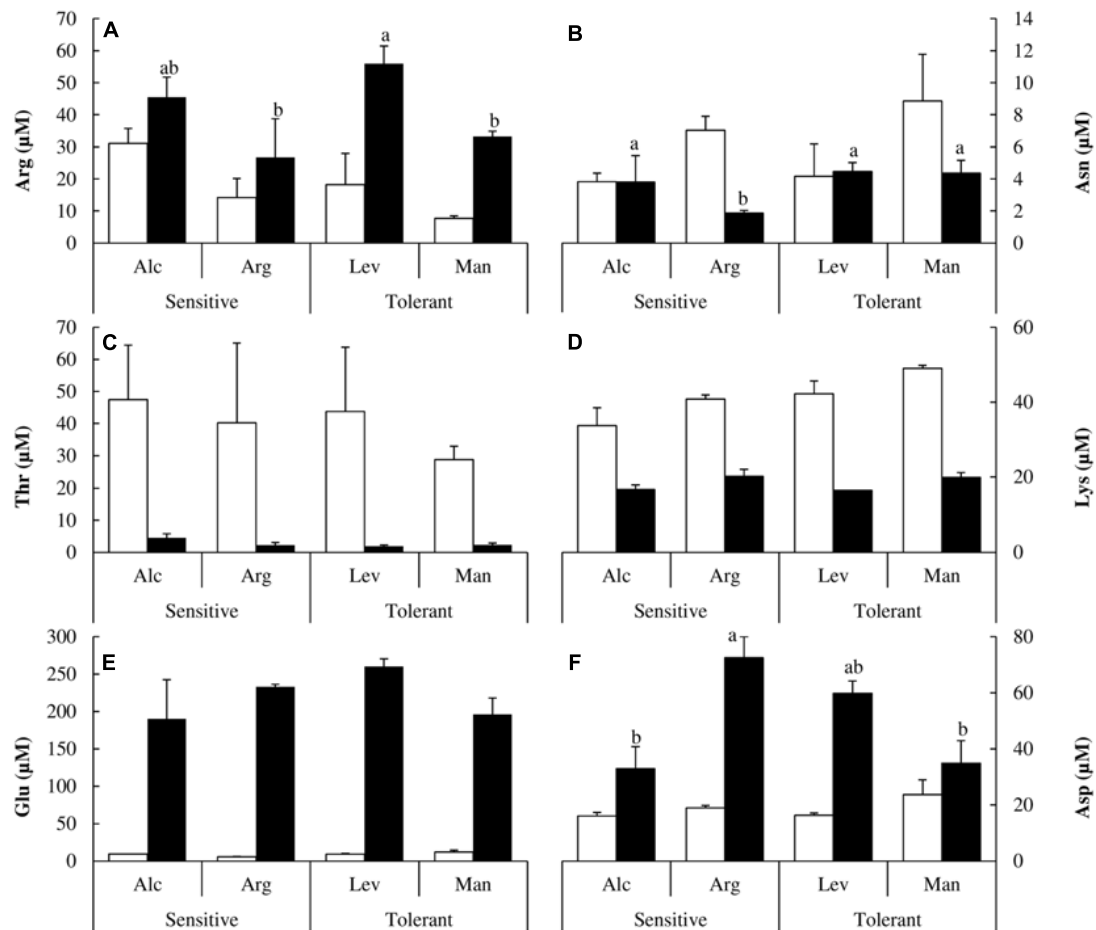 A
B
70
60
50
40
30
20
10
0
Arg (µM)
ab
b
a
b
a
b
a
a
14
12
10
8
6
4
2
0
Asn (µM)
Alc Arg Lev Man
Sensitive Tolerant
Alc Arg Lev Man
Sensitive Tolerant
C
D
70
60
50
40
30
20
10
0
Thr (µM)
60
40
20
0
Lys (µM)
Alc Arg Lev Man
Sensitive Tolerant
Alc Arg Lev Man
Sensitive Tolerant
E
F
300
250
200
150
100
50
0
Glu (µM)
b
a
ab
b
80
60
40
20
0
Asp (µM)
Alc Arg Lev Man
Sensitive Tolerant
Alc Arg Lev Man
Sensitive Tolerant